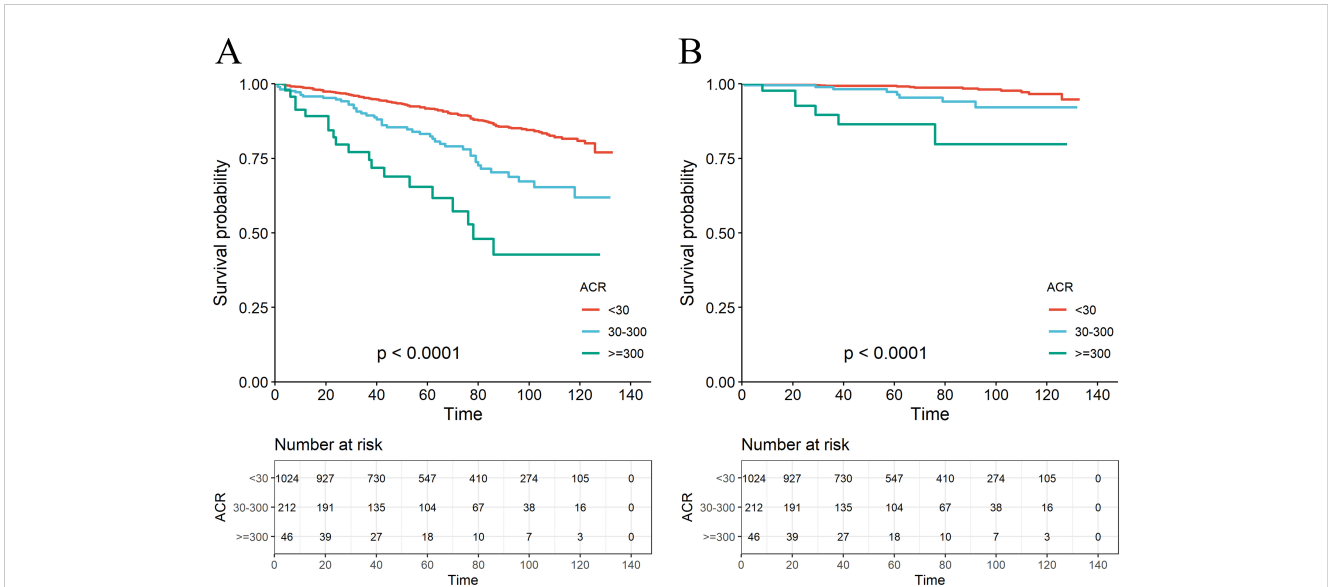 A
1.00
0.75
0.50
0.25
0.00
Survival probability
p < 0.0001
ACR
<30
30-300
>=300
0 20 40 60 80 100 120 140
Time
Number at risk
ACR
<30 1024 927 730 547 410 274 105 0
30-300 212 191 135 104 67 38 16 0
>=300 46 39 27 18 10 7 3 0
0 20 40 60 80 100 120 140
Time
B
1.00
0.75
0.50
0.25
0.00
Survival probability
p < 0.0001
ACR
<30
30-300
>=300
0 20 40 60 80 100 120 140
Time
Number at risk
ACR
<30 1024 927 730 547 410 274 105 0
30-300 212 191 135 104 67 38 16 0
>=300 46 39 27 18 10 7 3 0
0 20 40 60 80 100 120 140
Time